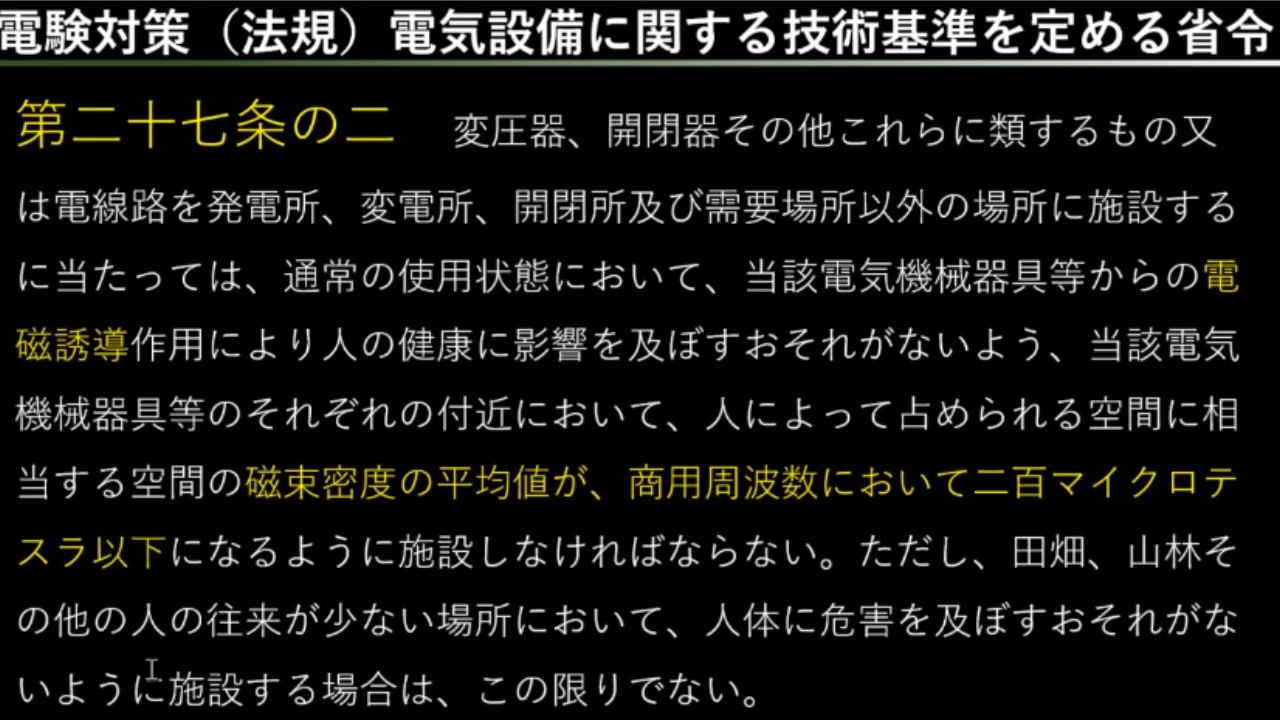 電験対策（法規）電気設備に関する技術基準を定める省令
第二十七条の二　変圧器、開閉器その他これらに類するもの又
は電線路を発電所、変電所、開閉所及び需要場所以外の場所に施設する
に当たっては、通常の使用状態において、当該電気機械器具等からの電
磁誘導作用により人の健康に影響を及ぼすおそれがないよう、当該電気
機械器具等のそれぞれの付近において、人によって占められる空間に相
当する空間の磁束密度の平均値が、商用周波数において二百マイクロテ
スラ以下になるように施設しなければならない。ただし、田畑、山林そ
の他の人の往来が少ない場所において、人体に危害を及ぼすおそれがな
いように施設する場合は、この限りでない。